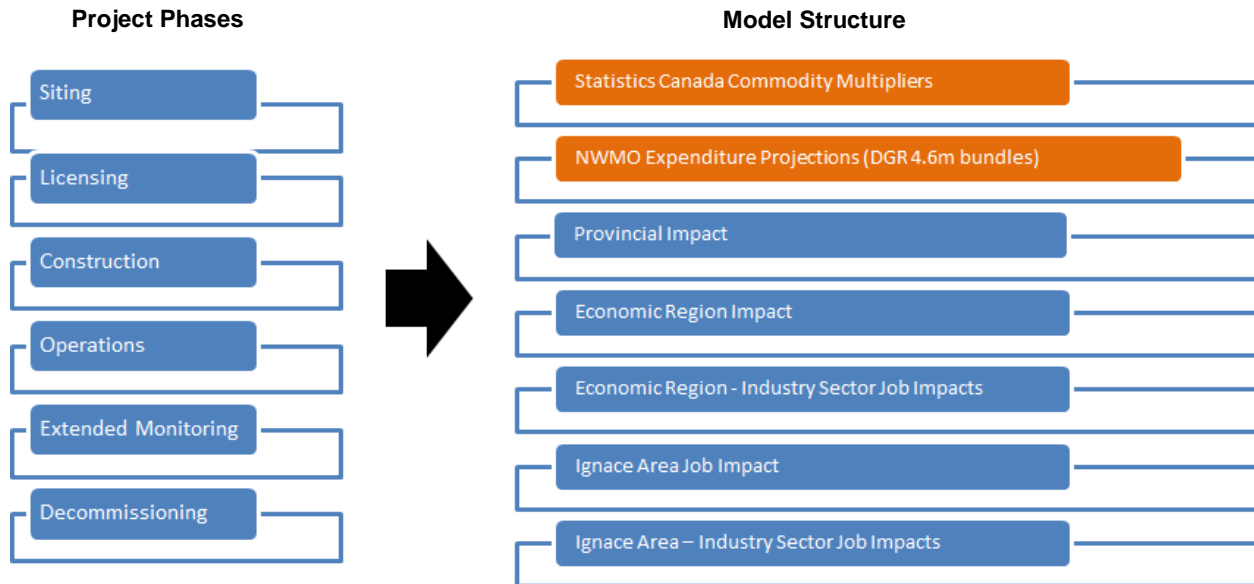 Project Phases
Siting
Licensing
Construction
Operations
Extended Monitoring
Decommissioning
Model Structure
Statistics Canada Commodity Multipliers
NWMO Expenditure Projections (DGR 4.6m bundles)
Provincial Impact
Economic Region Impact
Economic Region - Industry Sector Job Impacts
Ignace Area Job Impact
Ignace Area – Industry Sector Job Impacts